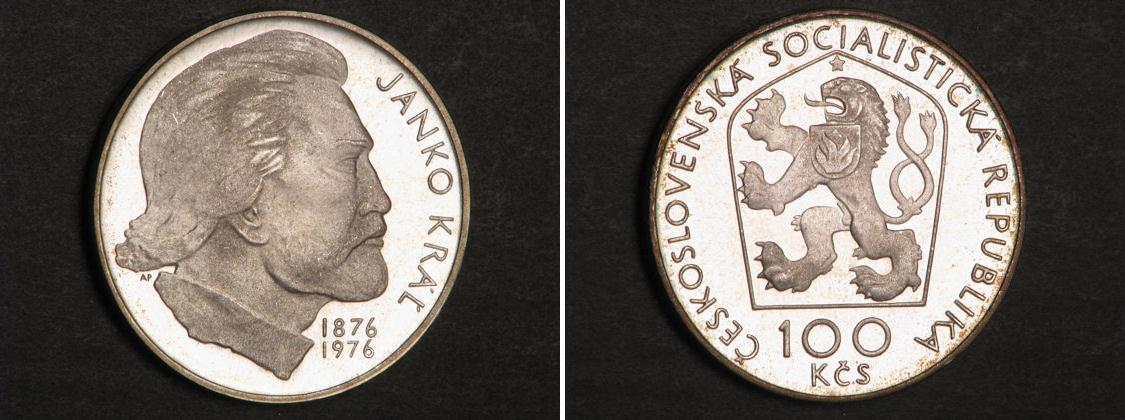 JANKO KRÁĽ
AP
1876
1976
ČESKOSLOVENSKÁ SOCIALISTICKÁ REPUBLIKA
100
KČS